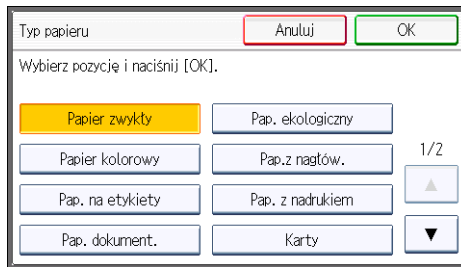 Typ papieru Anuluj OK
Wybierz pozycję i naciśnij [OK].
Papier zwykły Pap. ekologiczny
Papier kolorowy Pap.z nagłów. 1/2
Pap. na etykiety Pap. z nadrukiem
Pap. dokument. Karty